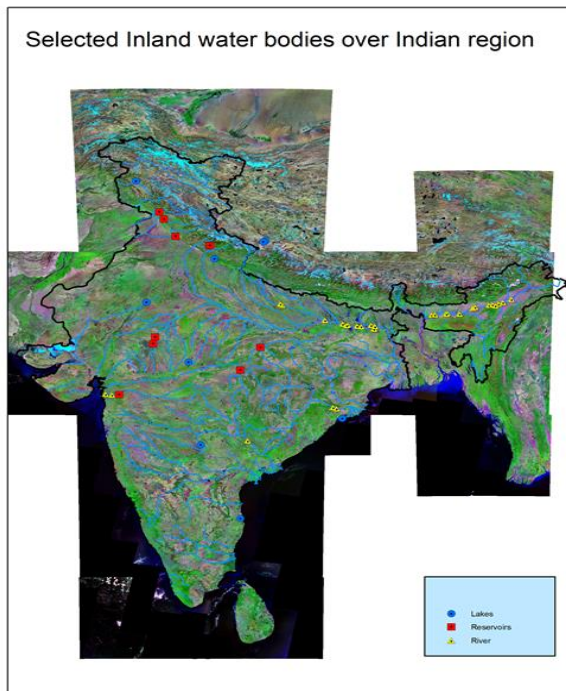 Selected Inland water bodies over Indian region
Lakes
Reservoirs
River